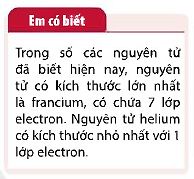 Em có biết
Trong số các nguyên tử
đã biết hiện nay, nguyên
tử có kích thước lớn nhất
là francium, có chứa 7 lớp
electron. Nguyên tử helium
có kích thước nhỏ nhất với 1
lớp electron.